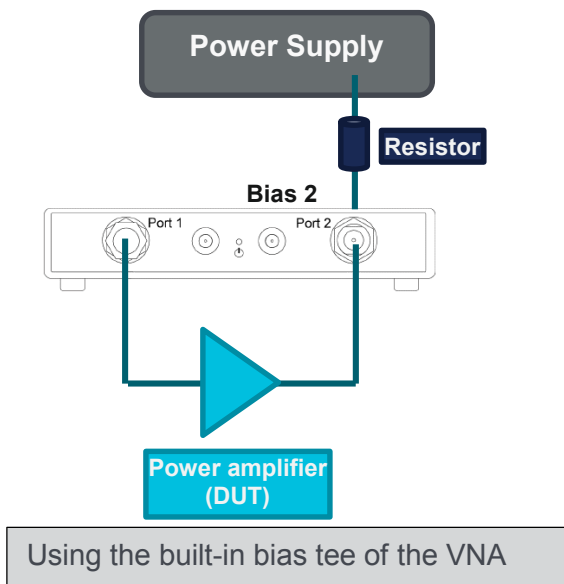 Power Supply
Resistor
Bias 2
Port 1
Port 2
Power amplifier
(DUT)
Using the built-in bias tee of the VNA